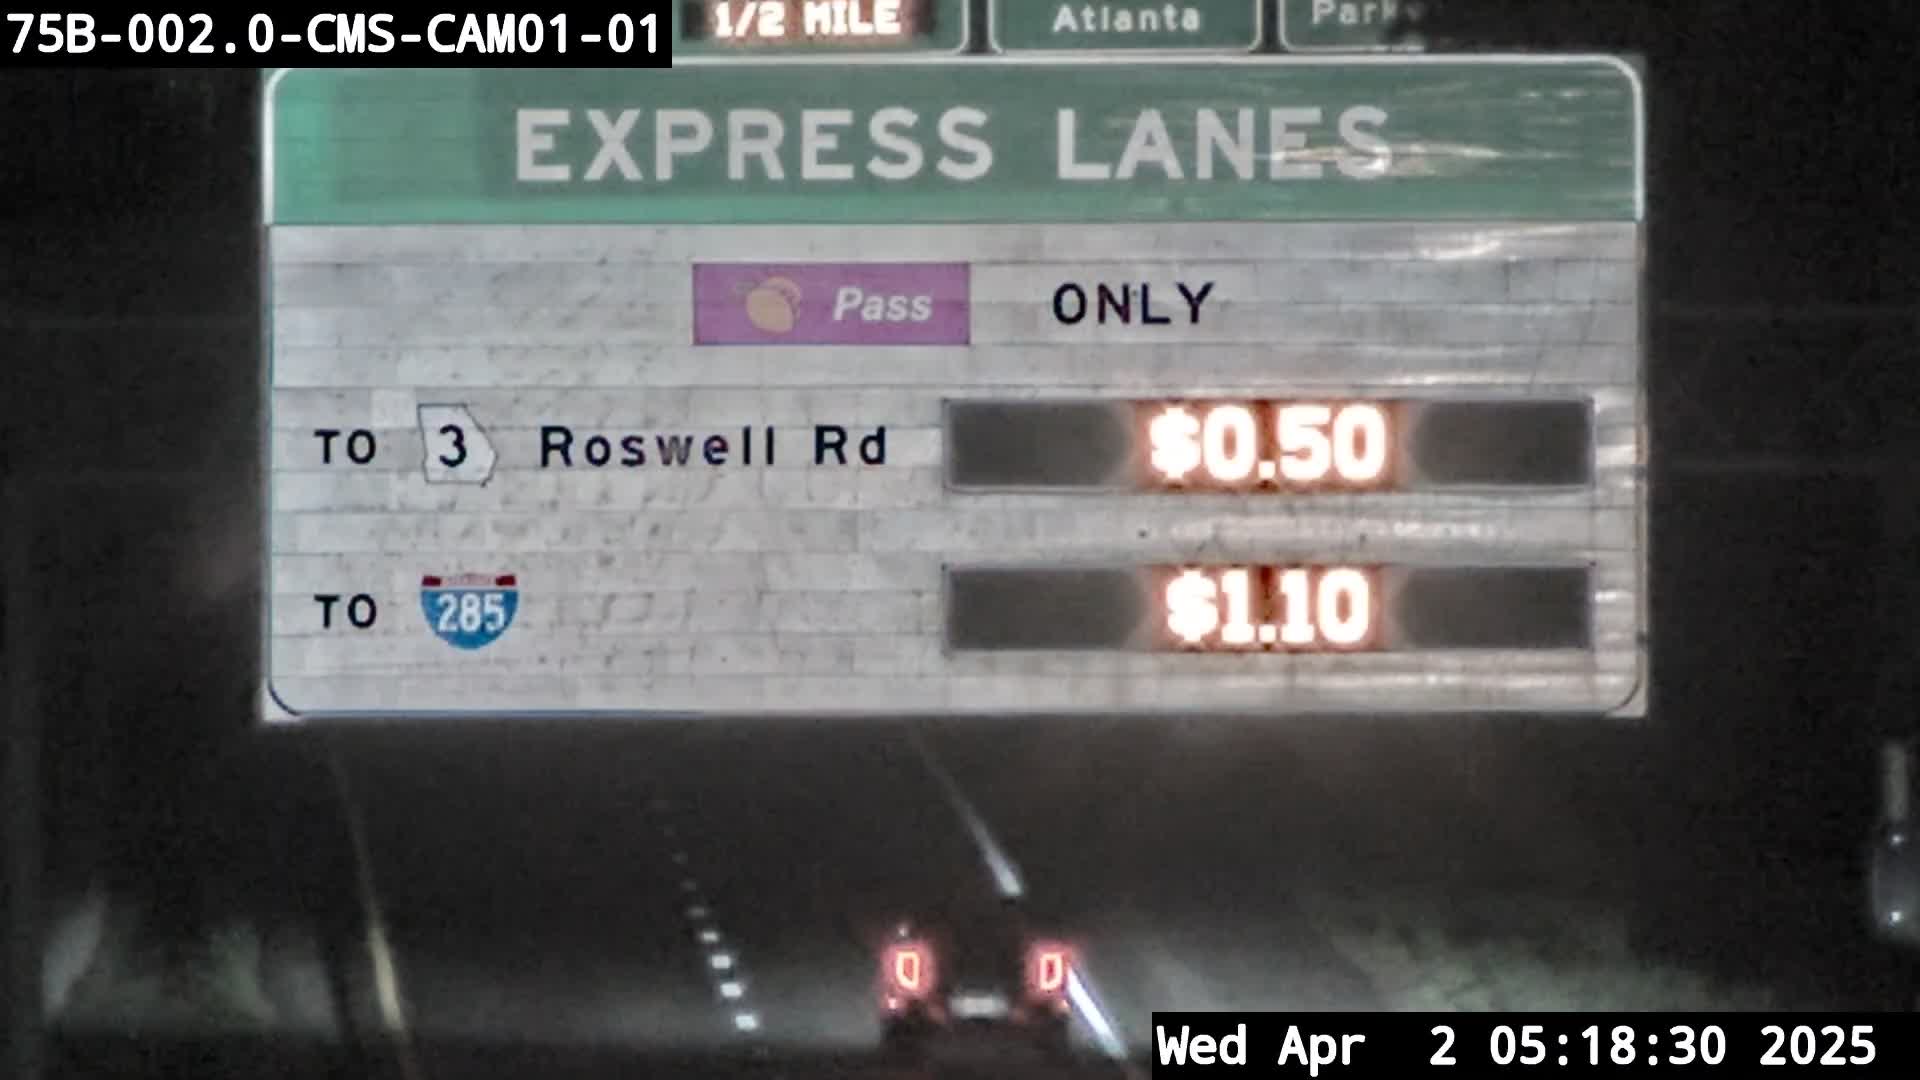 75B-002.0-CMS-CAM01-01
1/2 MILE
Atlanta
EXPRESS LANES
Pass ONLY
TO 3 Roswell Rd $0.50
TO 285 $1.10
Wed Apr 2 05:18:30 2025